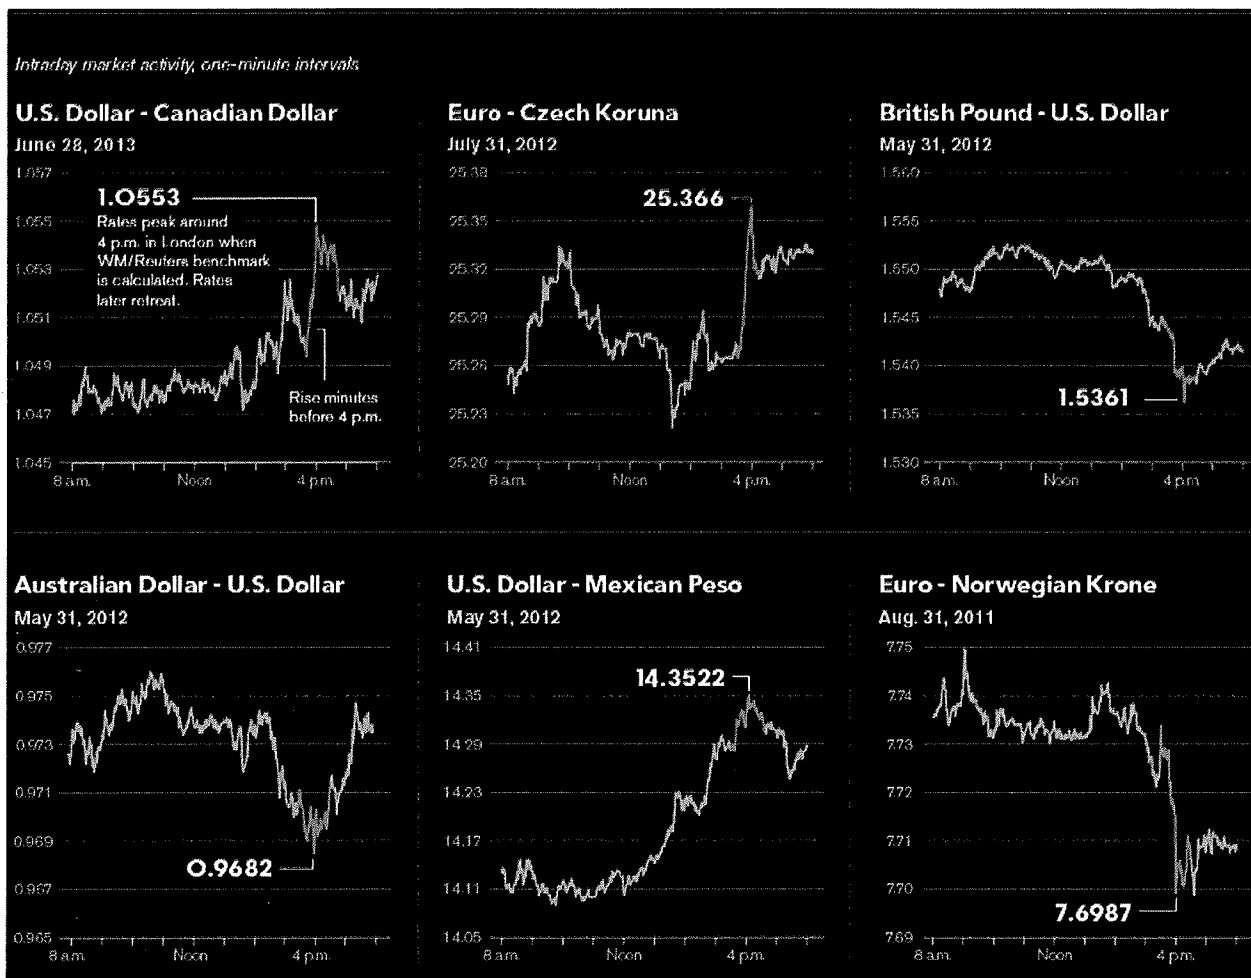 Intraday market activity, one-minute intervals
U.S. Dollar - Canadian Dollar
June 28, 2013
1.057
1.055
1.053
1.051
1.049
1.047
1.045
1.0553
Rates peak around
4 p.m. in London when
WM/Reuters benchmark
is calculated. Rates
later retreat.
Rise minutes
before 4 p.m.
8 a.m. Noon 4 p.m.
Euro - Czech Koruna
July 31, 2012
25.38
25.35
25.32
25.29
25.26
25.23
25.20
25.366
8 a.m. Noon 4 p.m.
British Pound - U.S. Dollar
May 31, 2012
1.560
1.555
1.550
1.545
1.540
1.535
1.530
1.5361
8 a.m. Noon 4 p.m.
Australian Dollar - U.S. Dollar
May 31, 2012
0.977
0.975
0.973
0.971
0.969
0.967
0.965
0.9682
8 a.m. Noon 4 p.m.
U.S. Dollar - Mexican Peso
May 31, 2012
14.41
14.35
14.29
14.23
14.17
14.11
14.05
14.3522
8 a.m. Noon 4 p.m.
Euro - Norwegian Krone
Aug. 31, 2011
7.75
7.74
7.73
7.72
7.71
7.70
7.69
7.6987
8 a.m. Noon 4 p.m.